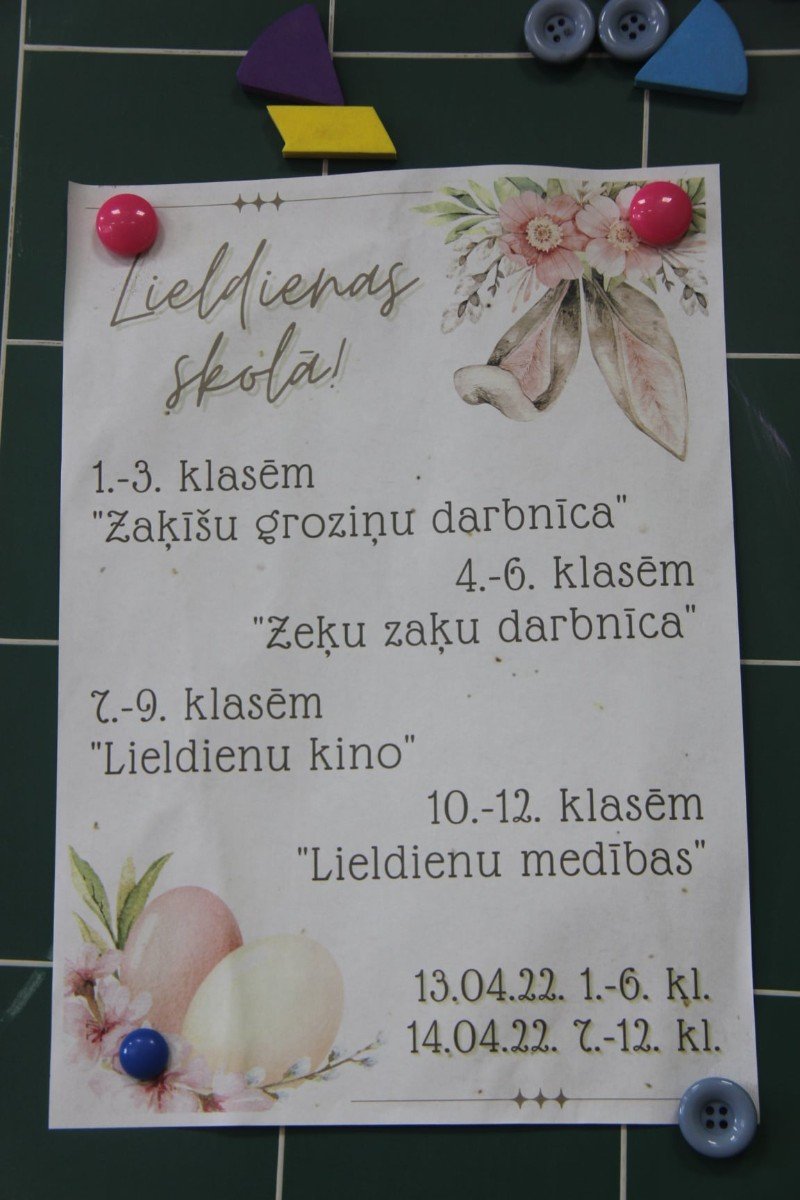 Lieldienas
skolā!
1.-3. klasēm
"Zaķīšu groziņu darbnīca"
4.-6. klasēm
"Zeķu zaķu darbnīca"
7.-9. klasēm
"Lieldienu kino"
10.-12. klasēm
"Lieldienu medības"
13.04.22. 1.-6. kl.
14.04.22. 7.-12. kl.